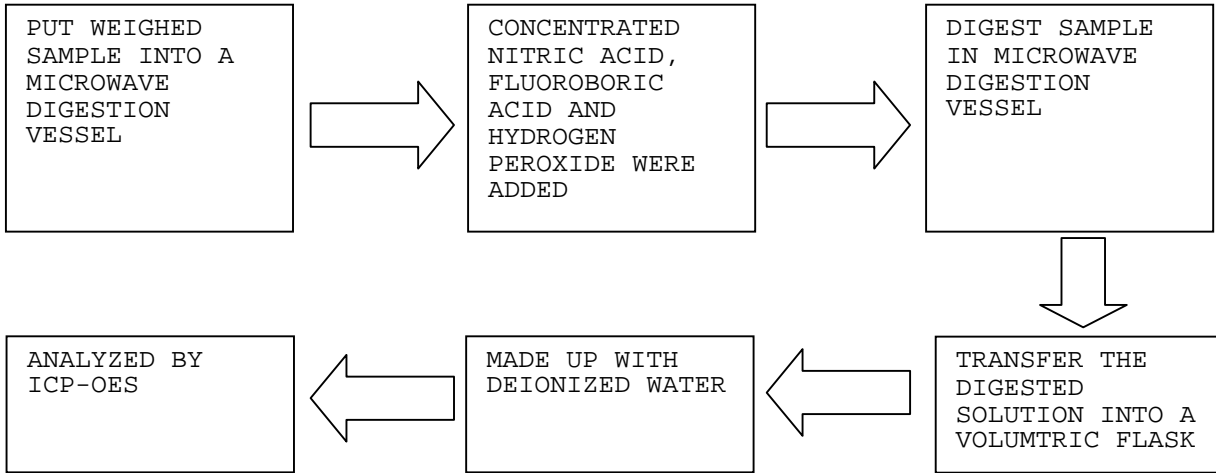 PUT WEIGHED
SAMPLE INTO A
MICROWAVE
DIGESTION
VESSEL
CONCENTRATED
NITRIC ACID,
FLUOROBORIC
ACID AND
HYDROGEN
PEROXIDE WERE
ADDED
DIGEST SAMPLE
IN MICROWAVE
DIGESTION
VESSEL
TRANSFER THE
DIGESTED
SOLUTION INTO A
VOLUMTRIC FLASK
MADE UP WITH
DEIONIZED WATER
ANALYZED BY
ICP-OES